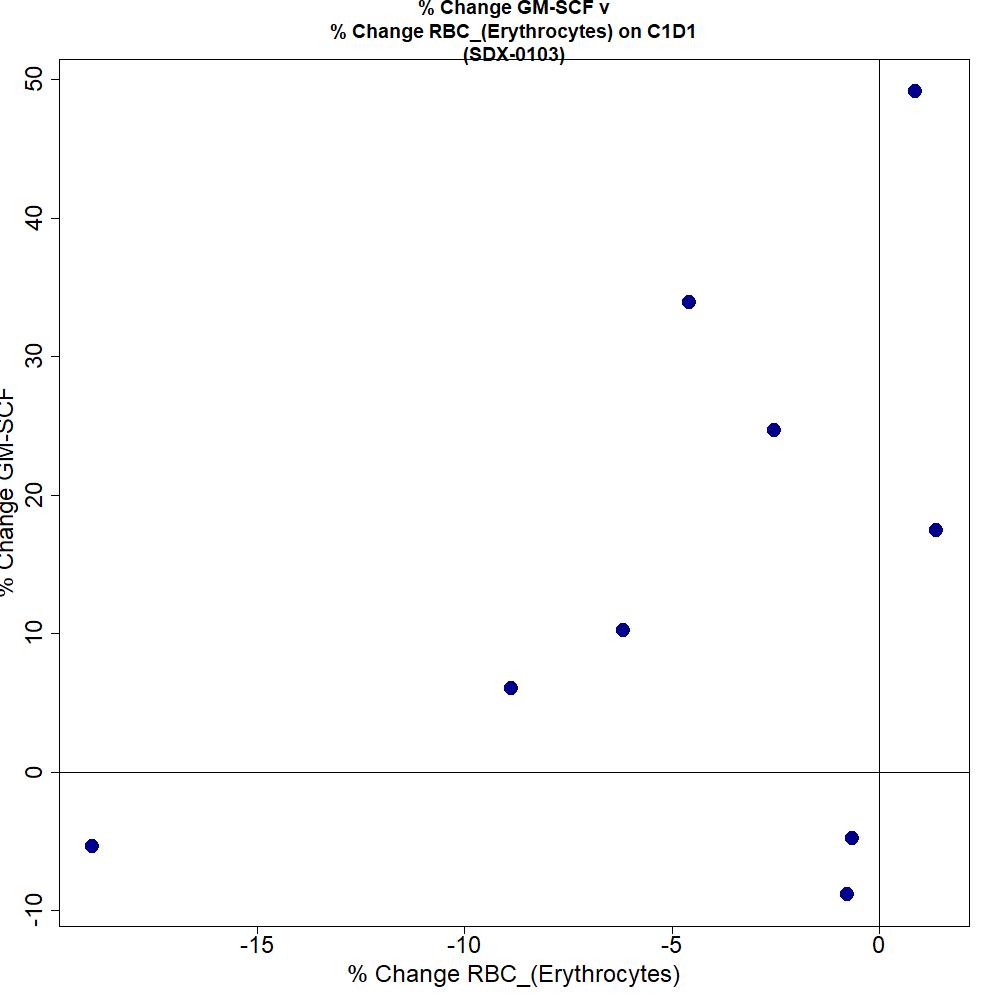 % Change GM-SCF v
% Change RBC_(Erythrocytes) on C1D1
(SDX-0103)
50
40
30
20
10
0
-10
% Change GM-SCF
-15
-10
-5
0
% Change RBC_(Erythrocytes)